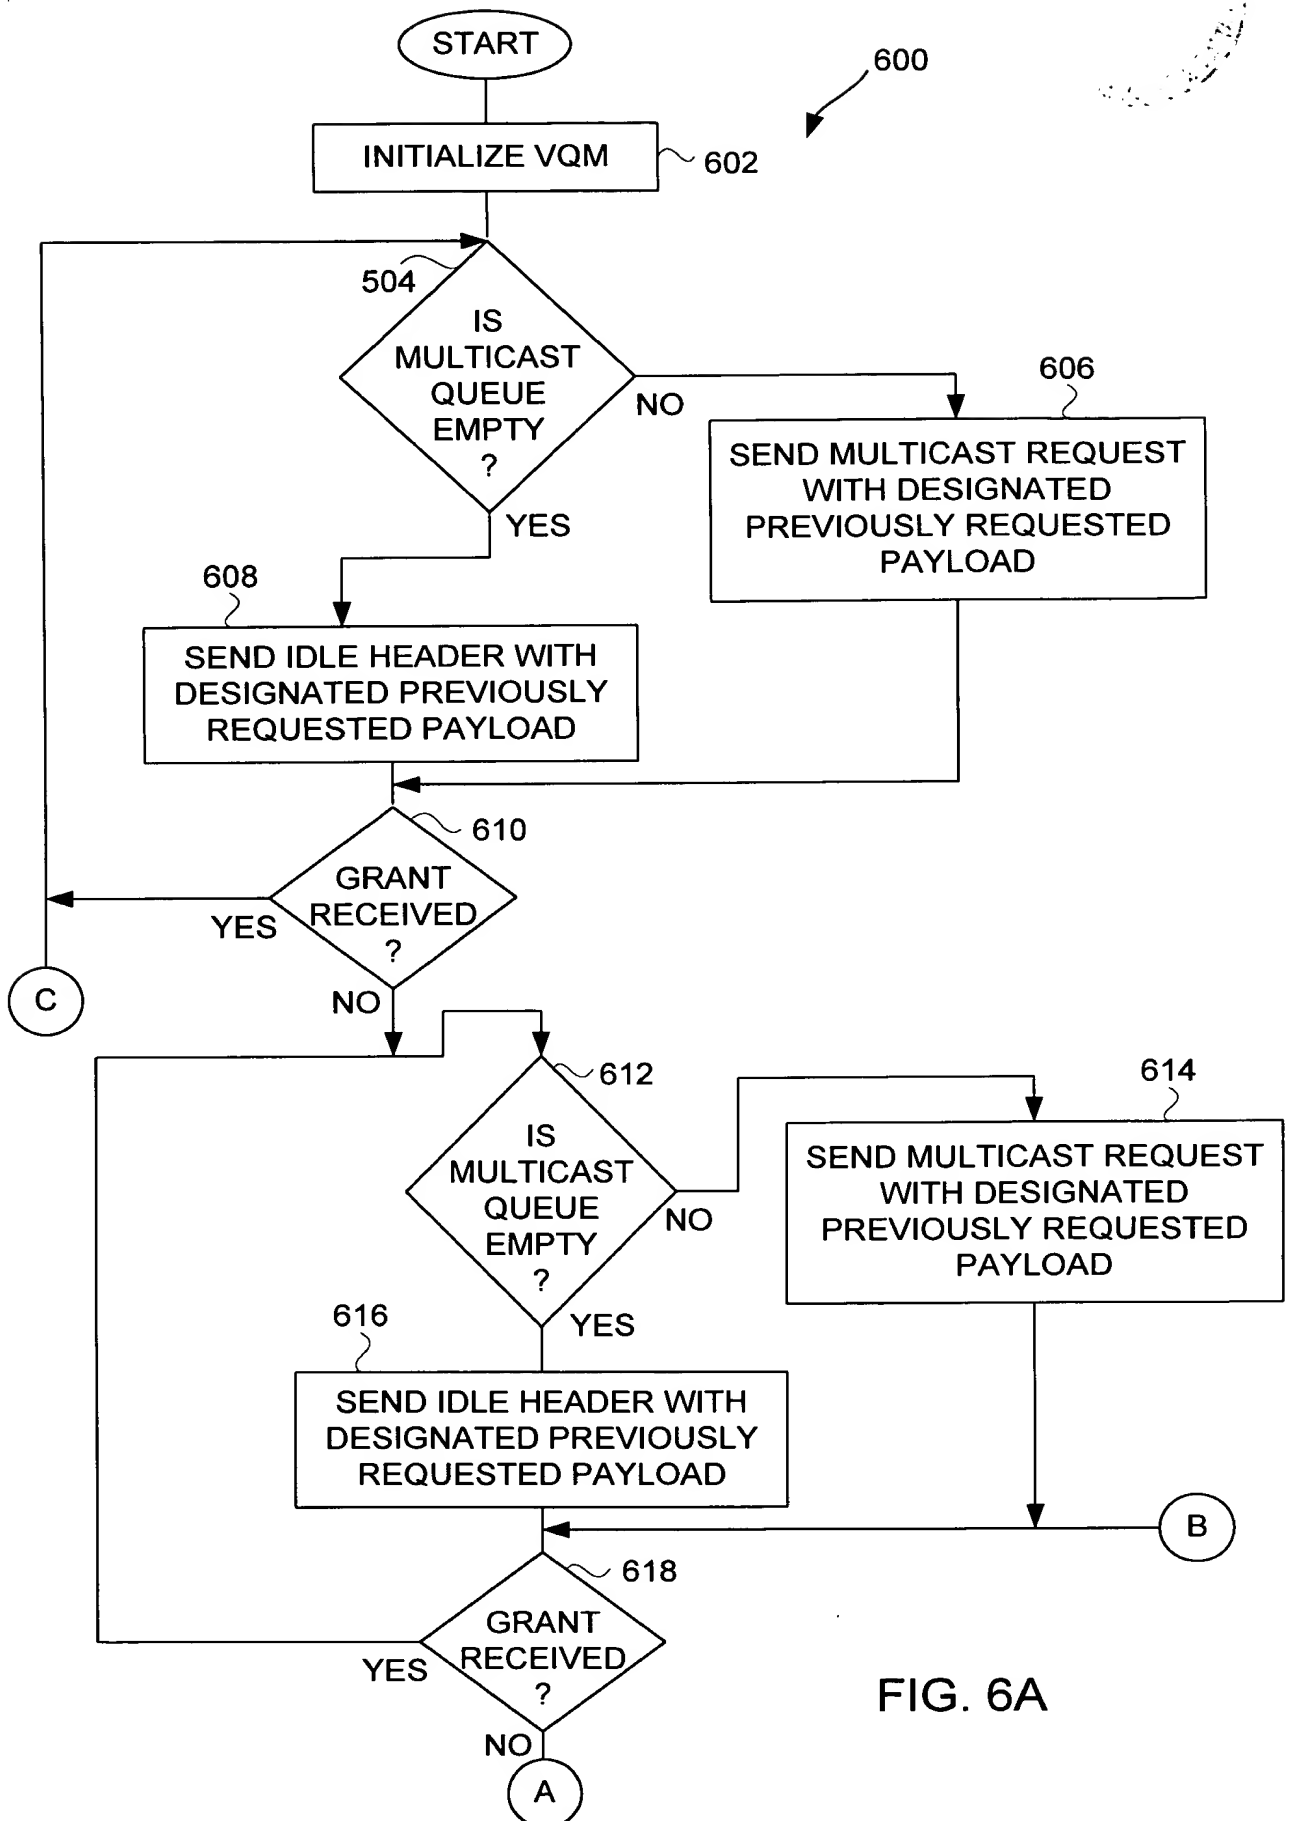 START
600
INITIALIZE VQM
602
504
IS
MULTICAST
QUEUE
EMPTY
?
NO
YES
606
SEND MULTICAST REQUEST
WITH DESIGNATED
PREVIOUSLY REQUESTED
PAYLOAD
608
SEND IDLE HEADER WITH
DESIGNATED PREVIOUSLY
REQUESTED PAYLOAD
610
GRANT
RECEIVED
?
YES
NO
C
612
IS
MULTICAST
QUEUE
EMPTY
?
NO
YES
614
SEND MULTICAST REQUEST
WITH DESIGNATED
PREVIOUSLY REQUESTED
PAYLOAD
616
SEND IDLE HEADER WITH
DESIGNATED PREVIOUSLY
REQUESTED PAYLOAD
B
618
GRANT
RECEIVED
?
YES
NO
A
FIG. 6A